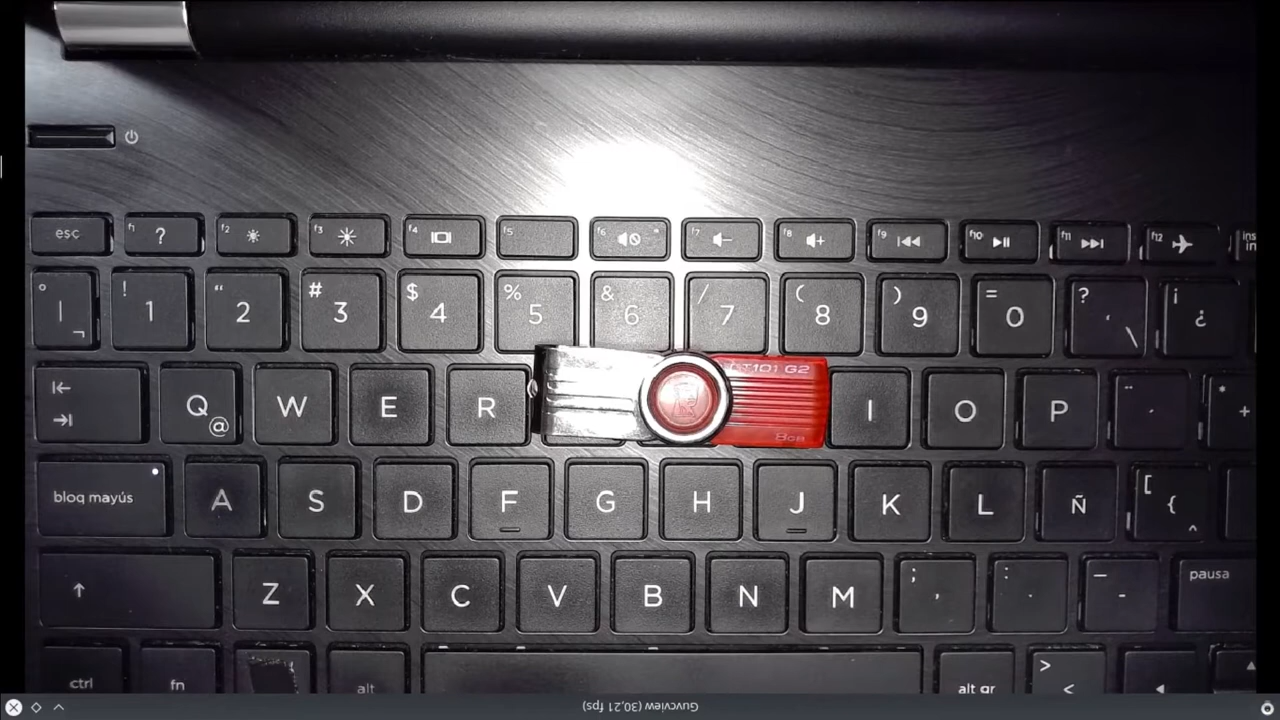 esc f1 ? f2 f3 f4 f5 f6 f7 - f8 + f9 f10 f11 f12 ins
° | ¬ ! 1 “ 2 # 3 $ 4 % 5 & 6 / 7 ( 8 ) 9 = 0 ? ' \ ¡ ¿
Q @ W E R I O P ¨ ´ * +
DT101 G2
8GB
bloq mayús A S D F G H J K L Ñ [ { ^
Z X C V B N M ; , : . _ - pausa
ctrl fn alt alt gr > <
Guvcview (30,21 fps)